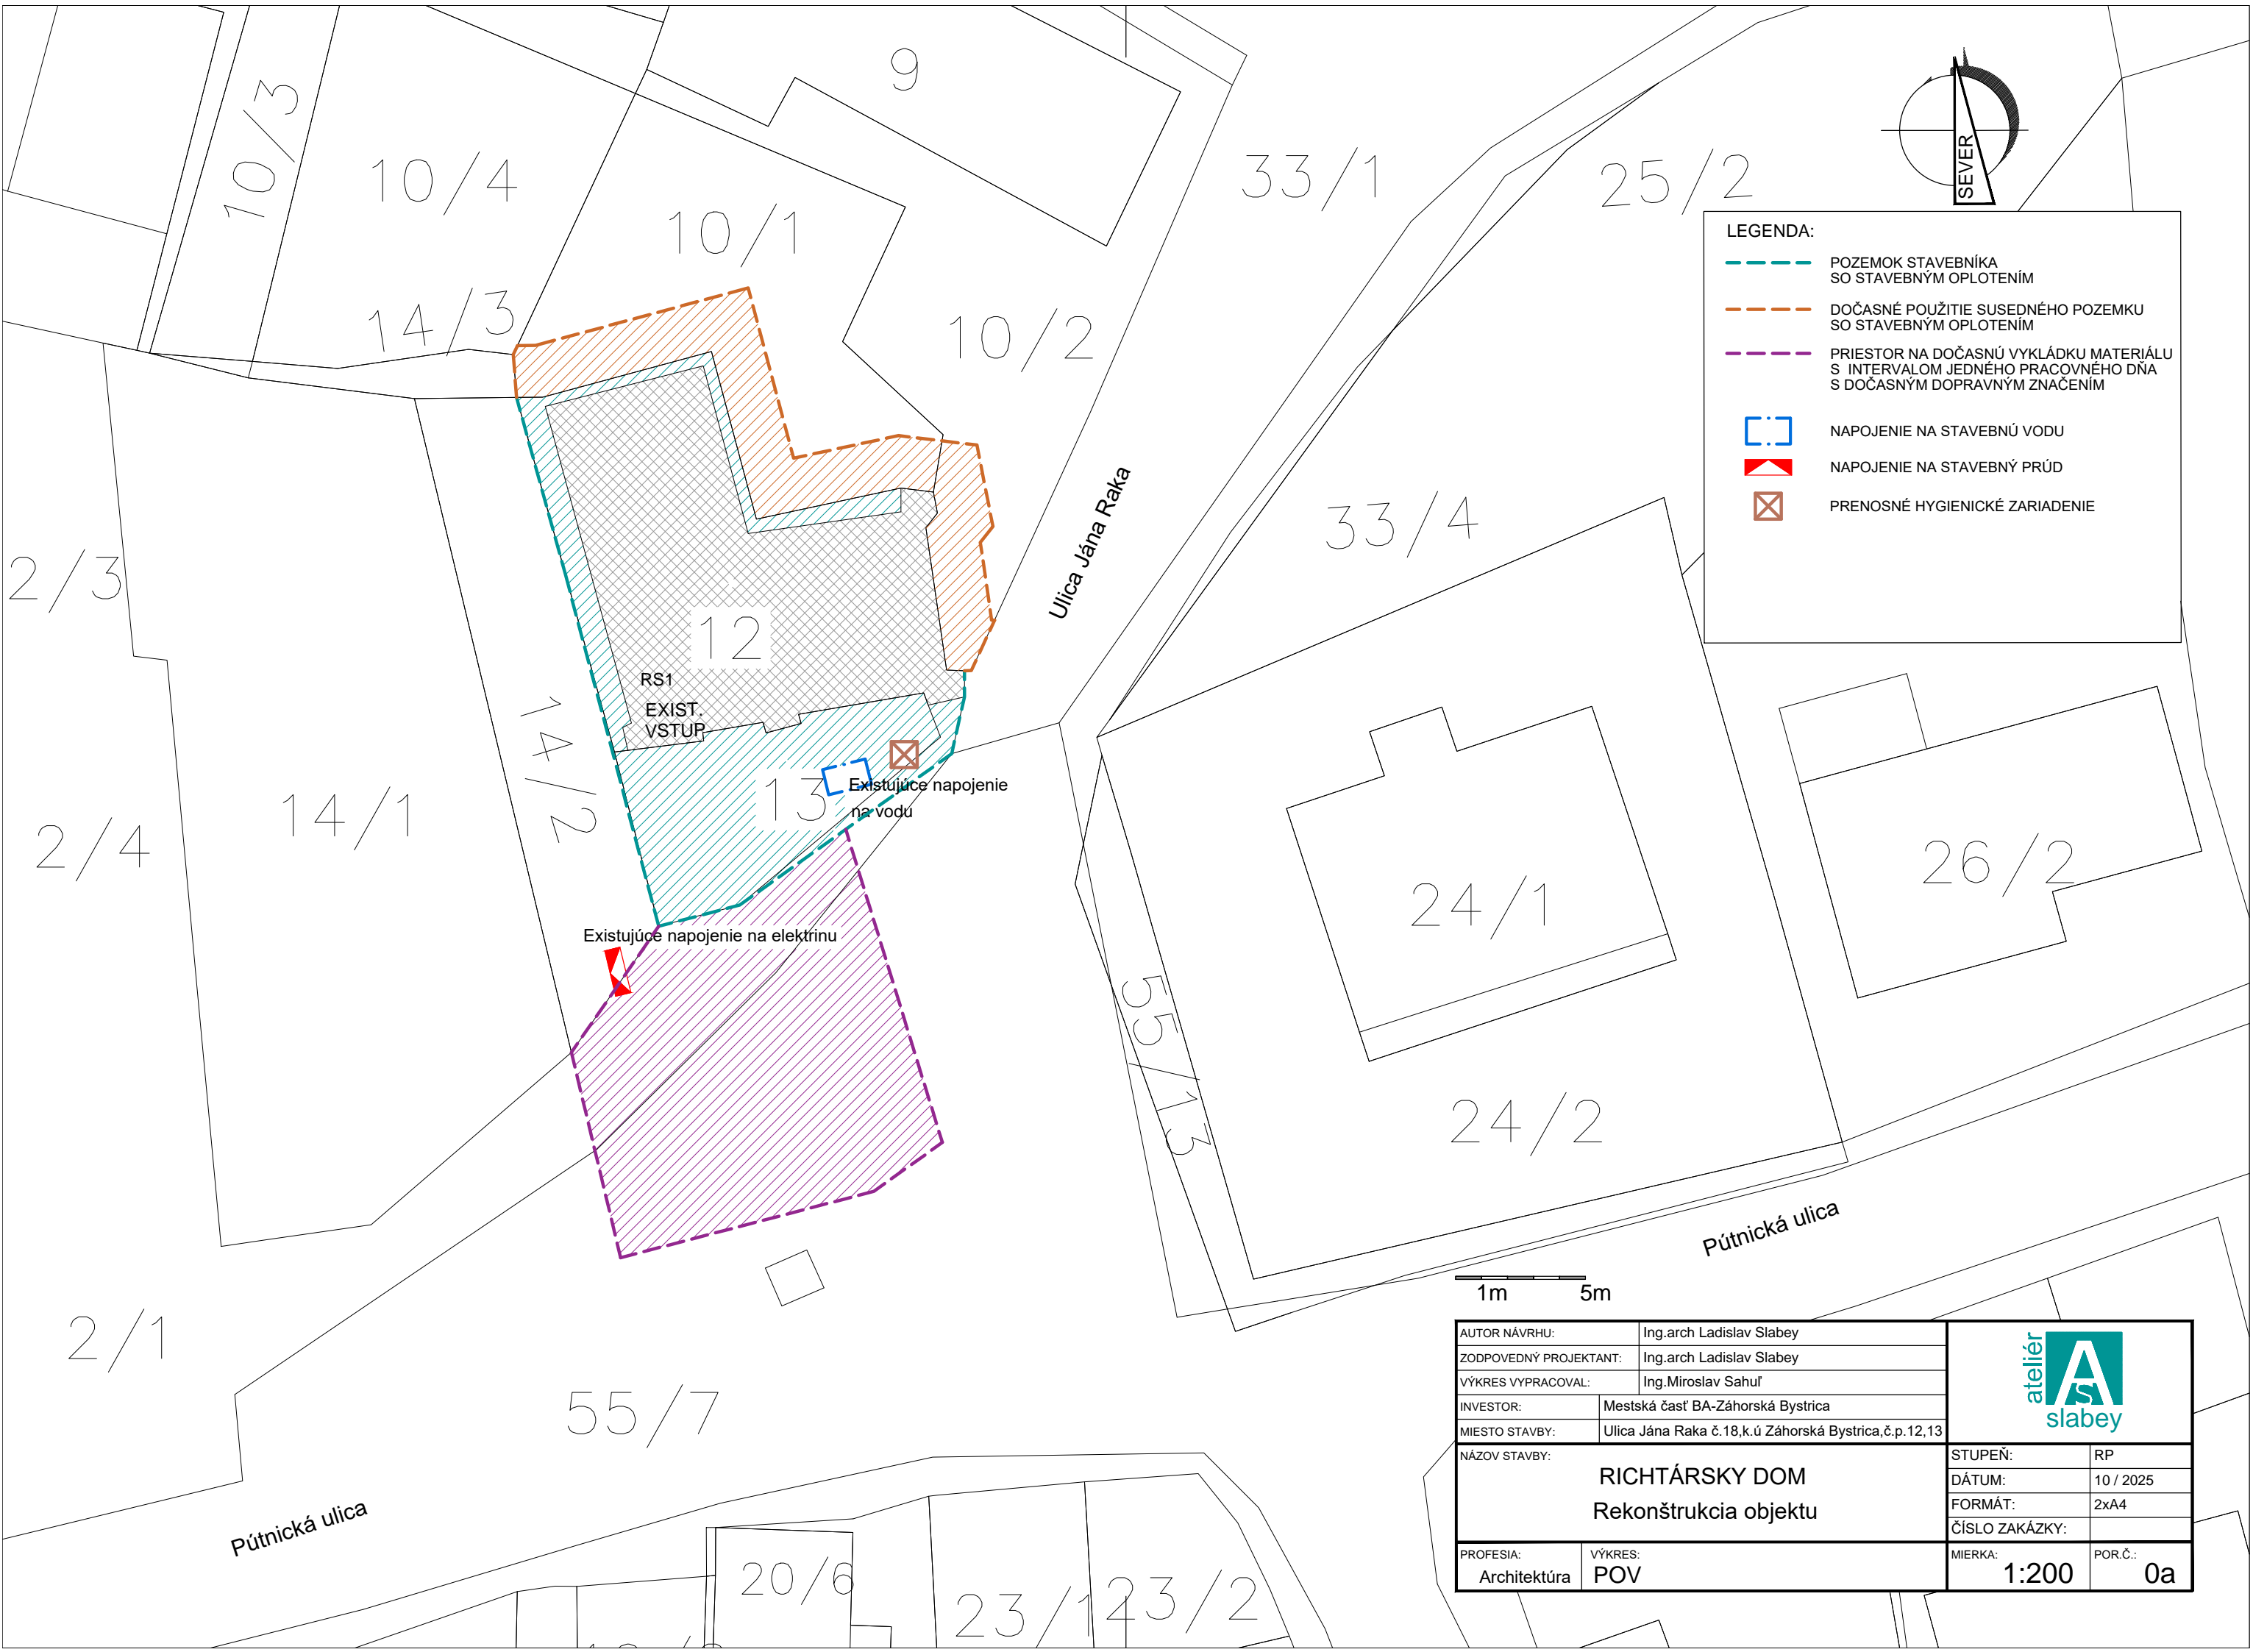 9
10/3
10/4
10/1
33/1
25/2
SEVER
14/3
10/2
LEGENDA:
POZEMOK STAVEBNÍKA
SO STAVEBNÝM OPLOTENÍM
DOČASNÉ POUŽITIE SUSEDNÉHO POZEMKU
SO STAVEBNÝM OPLOTENÍM
PRIESTOR NA DOČASNÚ VYKLÁDKU MATERIÁLU
S INTERVALOM JEDNÉHO PRACOVNÉHO DŇA
S DOČASNÝM DOPRAVNÝM ZNAČENÍM
NAPOJENIE NA STAVEBNÚ VODU
NAPOJENIE NA STAVEBNÝ PRÚD
PRENOSNÉ HYGIENICKÉ ZARIADENIE
Ulica Jána Raka
33/4
2/3
12
RS1
EXIST.
VSTUP
14/2
13
Existujúce napojenie
na vodu
14/1
2/4
24/1
26/2
Existujúce napojenie na elektrinu
55/13
24/2
Pútnická ulica
1m 5m
2/1
55/7
Pútnická ulica
20/6
23/1
23/2
AUTOR NÁVRHU: Ing.arch Ladislav Slabey
ZODPOVEDNÝ PROJEKTANT: Ing.arch Ladislav Slabey
VÝKRES VYPRACOVAL: Ing.Miroslav Sahuľ
INVESTOR: Mestská časť BA-Záhorská Bystrica
MIESTO STAVBY: Ulica Jána Raka č.18,k.ú Záhorská Bystrica,č.p.12,13
ateliér
As
slabey
NÁZOV STAVBY:
RICHTÁRSKY DOM
Rekonštrukcia objektu
STUPEŇ: RP
DÁTUM: 10 / 2025
FORMÁT: 2xA4
ČÍSLO ZAKÁZKY:
PROFESIA: Architektúra
VÝKRES: POV
MIERKA: 1:200
POR.Č.: 0a